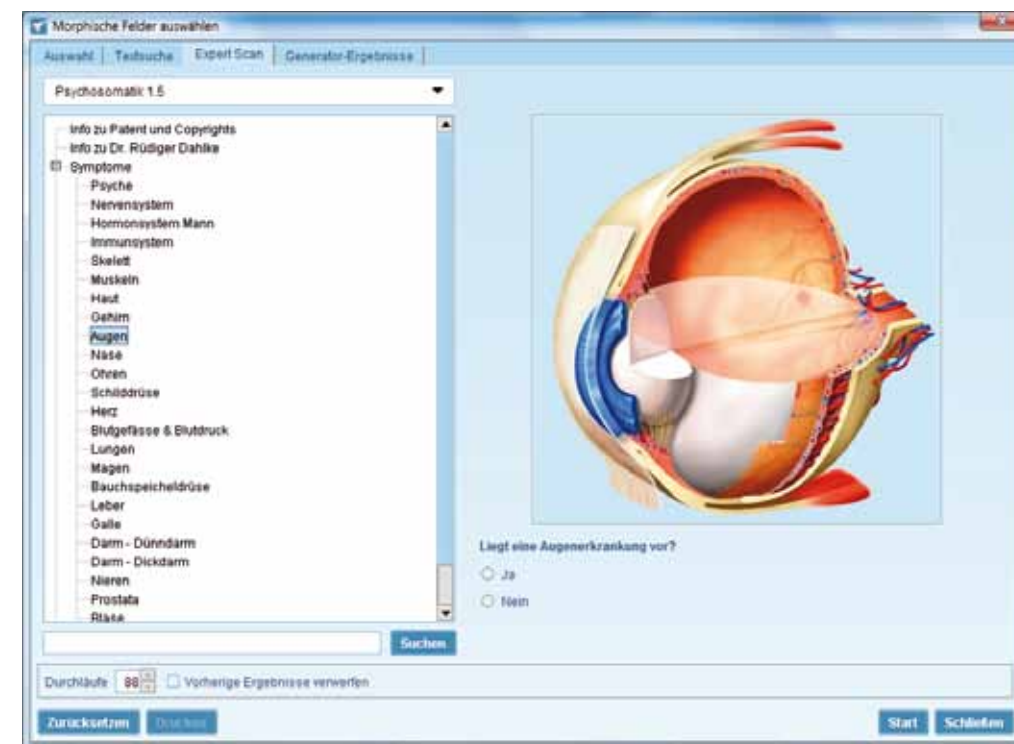 Morphische Felder auswählen
Auswahl
Textsuche
Expert Scan
Generator-Ergebnisse
Psychosomatik 1.5
Info zu Patent und Copyrights
Info zu Dr. Rüdiger Dahlke
Symptome
Psyche
Nervensystem
Hormonsystem Mann
Immunsystem
Skelett
Muskeln
Haut
Gehirn
Augen
Nase
Ohren
Schilddrüse
Herz
Blutgefässe & Blutdruck
Lungen
Magen
Bauchspeicheldrüse
Leber
Galle
Darm - Dünndarm
Darm - Dickdarm
Nieren
Prostata
Blase
Suchen
Liegt eine Augenerkrankung vor?
Ja
Nein
Durchläufe 88 Vorherige Ergebnisse verwerfen
Zurücksetzen Drucken Start Schließen